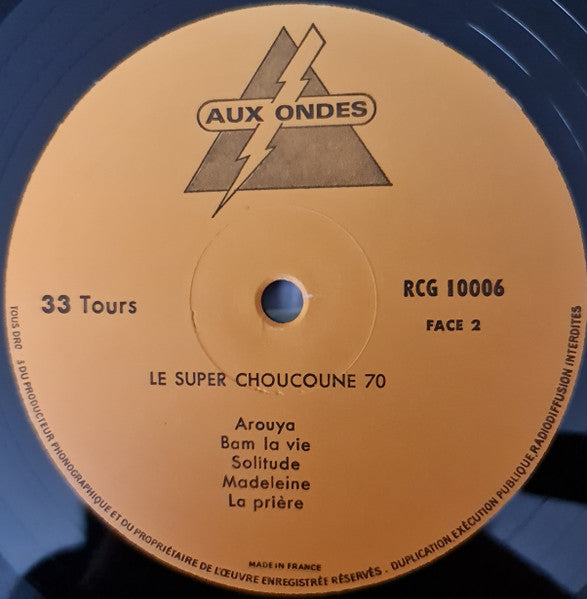 AUX ONDES
33 Tours
RCG 10006
FACE 2
LE SUPER CHOUCOUNE 70
Arouya
Bam la vie
Solitude
Madeleine
La prière
MADE IN FRANCE
TOUS DRO S DU PRODUCTEUR PHONOGRAPHIQUE ET DU PROPRIÉTAIRE DE L'ŒUVRE ENREGISTRÉE RÉSERVÉS. DUPLICATION, EXÉCUTION PUBLIQUE, RADIODIFFUSION INTERDITES